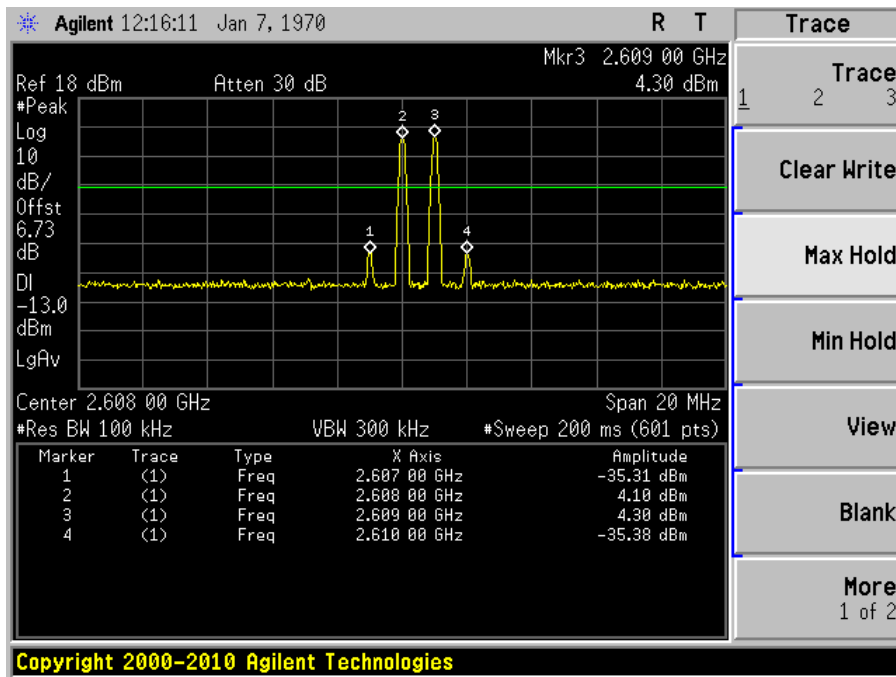 Agilent 12:16:11 Jan 7, 1970 R T
Mkr3 2.609 00 GHz
Ref 18 dBm Atten 30 dB 4.30 dBm
#Peak
Log
10
dB/
Offst
6.73
dB
DI
-13.0
dBm
LgAv
1
2
3
4
Center 2.608 00 GHz Span 20 MHz
#Res BW 100 kHz VBW 300 kHz #Sweep 200 ms (601 pts)
Marker Trace Type X Axis Amplitude
1 (1) Freq 2.607 00 GHz -35.31 dBm
2 (1) Freq 2.608 00 GHz 4.10 dBm
3 (1) Freq 2.609 00 GHz 4.30 dBm
4 (1) Freq 2.610 00 GHz -35.38 dBm
Trace
Trace
1 2 3
Clear Write
Max Hold
Min Hold
View
Blank
More
1 of 2
Copyright 2000-2010 Agilent Technologies